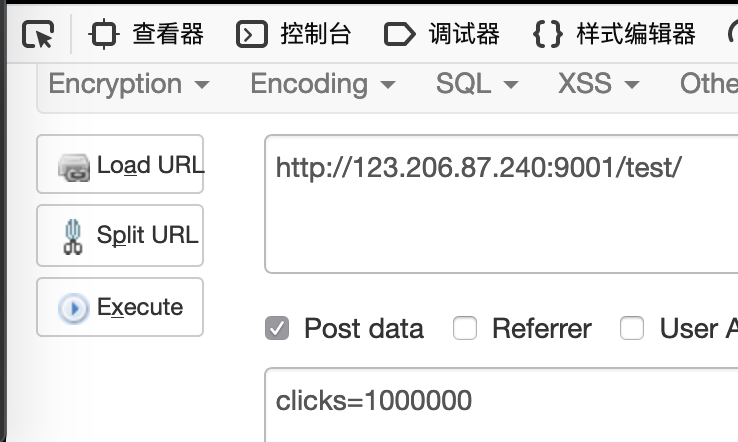 查看器 控制台 调试器 样式编辑器
Encryption Encoding SQL XSS Othe
Load URL
http://123.206.87.240:9001/test/
Split URL
Execute
Post data Referrer User A
clicks=1000000